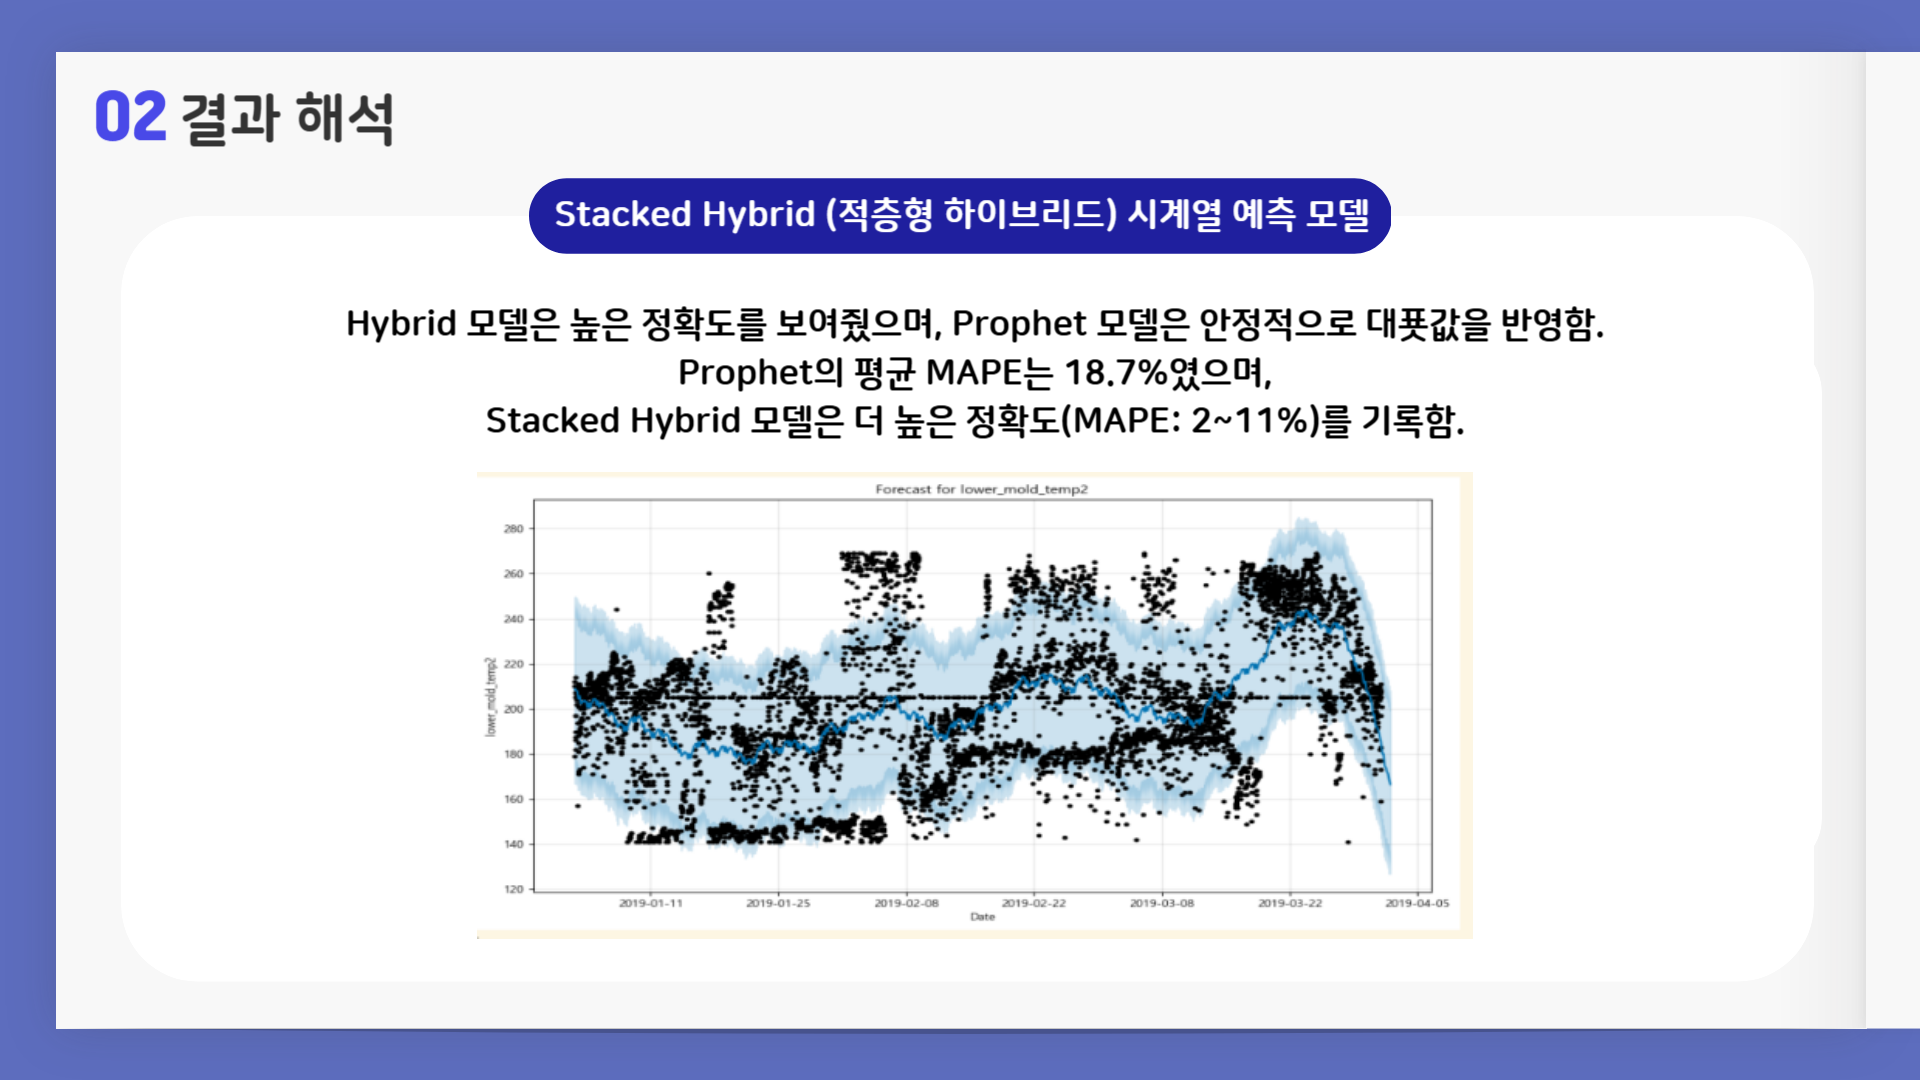 02 결과 해석
Stacked Hybrid (적층형 하이브리드) 시계열 예측 모델
Hybrid 모델은 높은 정확도를 보여줬으며, Prophet 모델은 안정적으로 대푯값을 반영함.
Prophet의 평균 MAPE는 18.7%였으며,
Stacked Hybrid 모델은 더 높은 정확도(MAPE: 2~11%)를 기록함.
Forecast for lower_mold_temp2
280
260
240
220
200
180
160
140
120
lower_mold_temp2
2019-01-11 2019-01-25 2019-02-08 2019-02-22 2019-03-08 2019-03-22 2019-04-05
Date